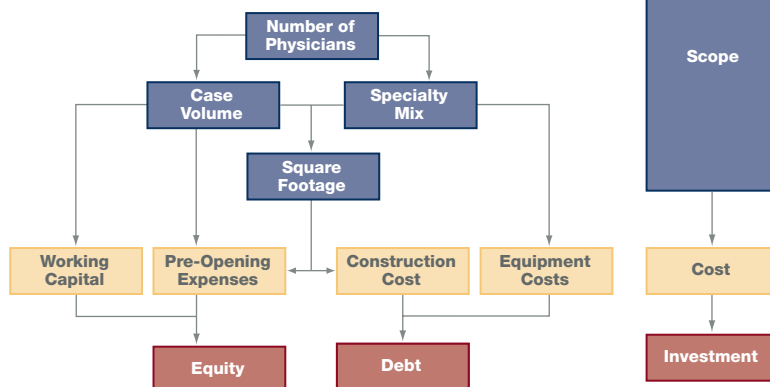 Number of
Physicians
Scope
Case
Volume
Specialty
Mix
Square
Footage
Working
Capital
Pre-Opening
Expenses
Construction
Cost
Equipment
Costs
Cost
Equity
Debt
Investment